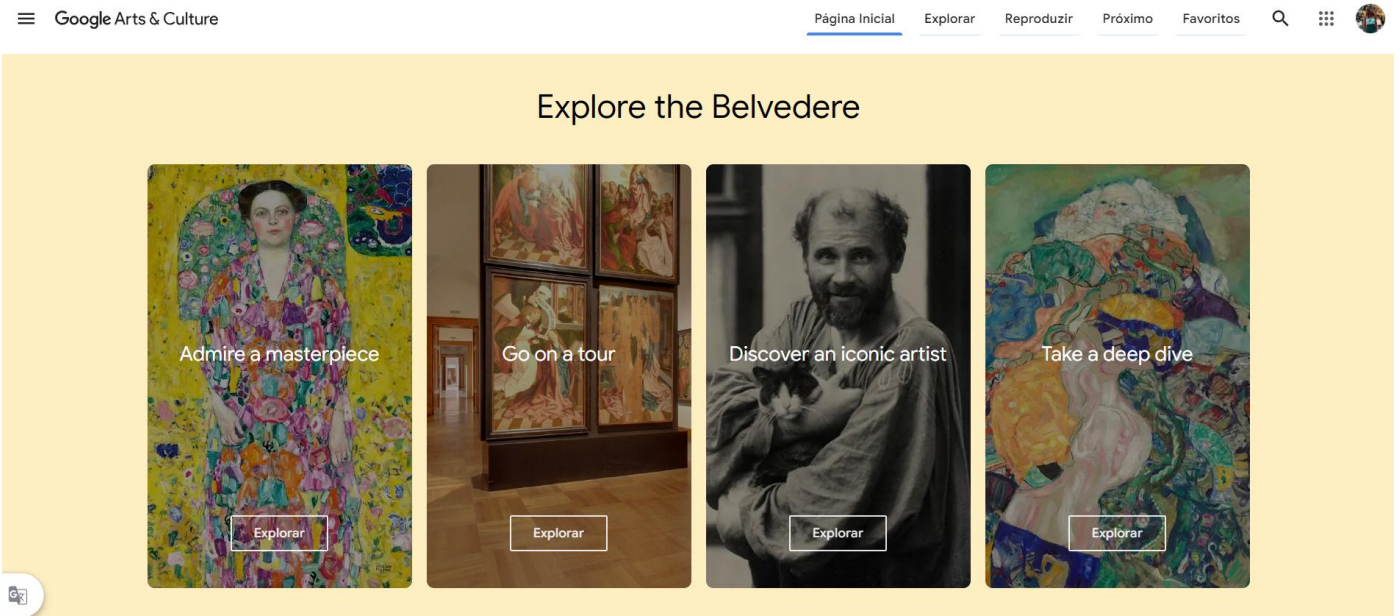 Google Arts & Culture
Página Inicial Explorar Reproduzir Próximo Favoritos
Explore the Belvedere
Admire a masterpiece
Explorar
Go on a tour
Explorar
Discover an iconic artist
Explorar
Take a deep dive
Explorar